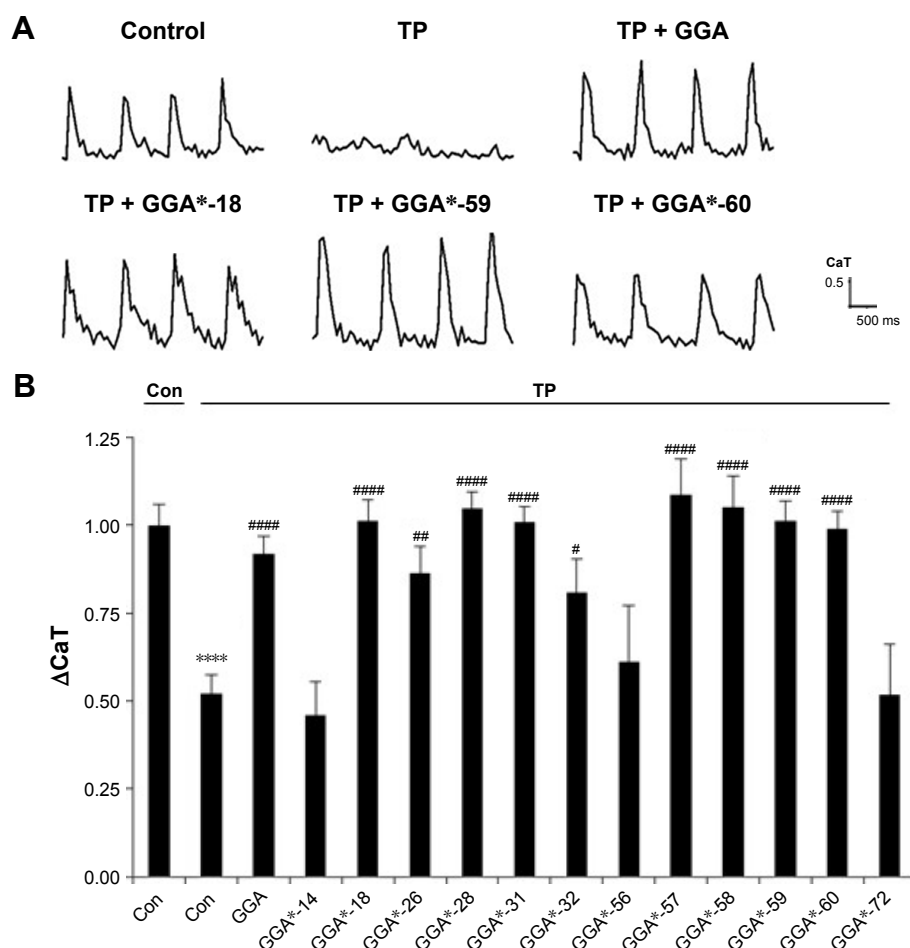 A
Control TP TP + GGA
TP + GGA*-18 TP + GGA*-59 TP + GGA*-60
CaT
0.5
500 ms
B
Con TP
1.25
1.00
0.75
0.50
0.25
0.00
ΔCaT
**** #### #### ## #### #### # #### #### #### ####
Con Con GGA GGA*-14 GGA*-18 GGA*-26 GGA*-28 GGA*-31 GGA*-32 GGA*-56 GGA*-57 GGA*-58 GGA*-59 GGA*-60 GGA*-72